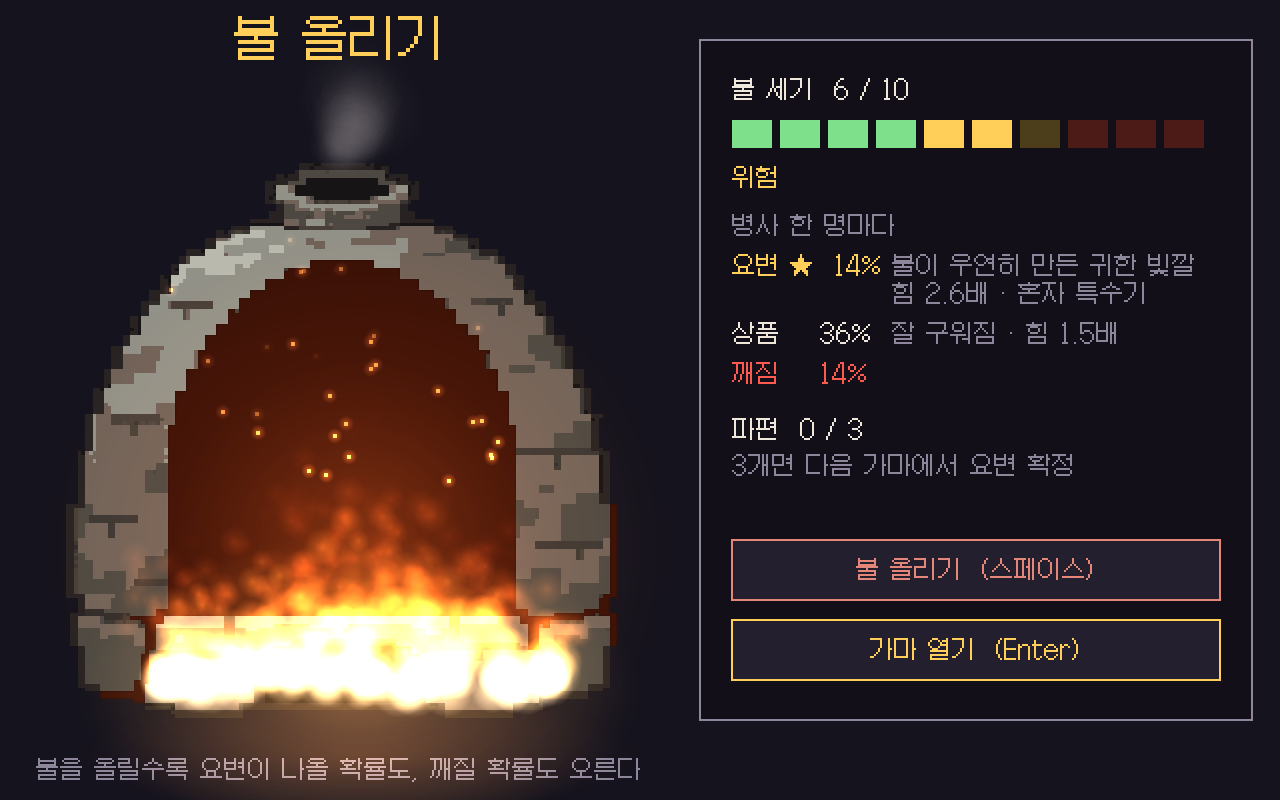 불 올리기
불 세기 6 / 10
위험
병사 한 명마다
요변 ★ 14% 불이 우연히 만든 귀한 빛깔
힘 2.6배 · 혼자 특수기
상품 36% 잘 구워짐 · 힘 1.5배
깨짐 14%
파편 0 / 3
3개면 다음 가마에서 요변 확정
불 올리기 (스페이스)
가마 열기 (Enter)
불을 올릴수록 요변이 나올 확률도, 깨질 확률도 오른다